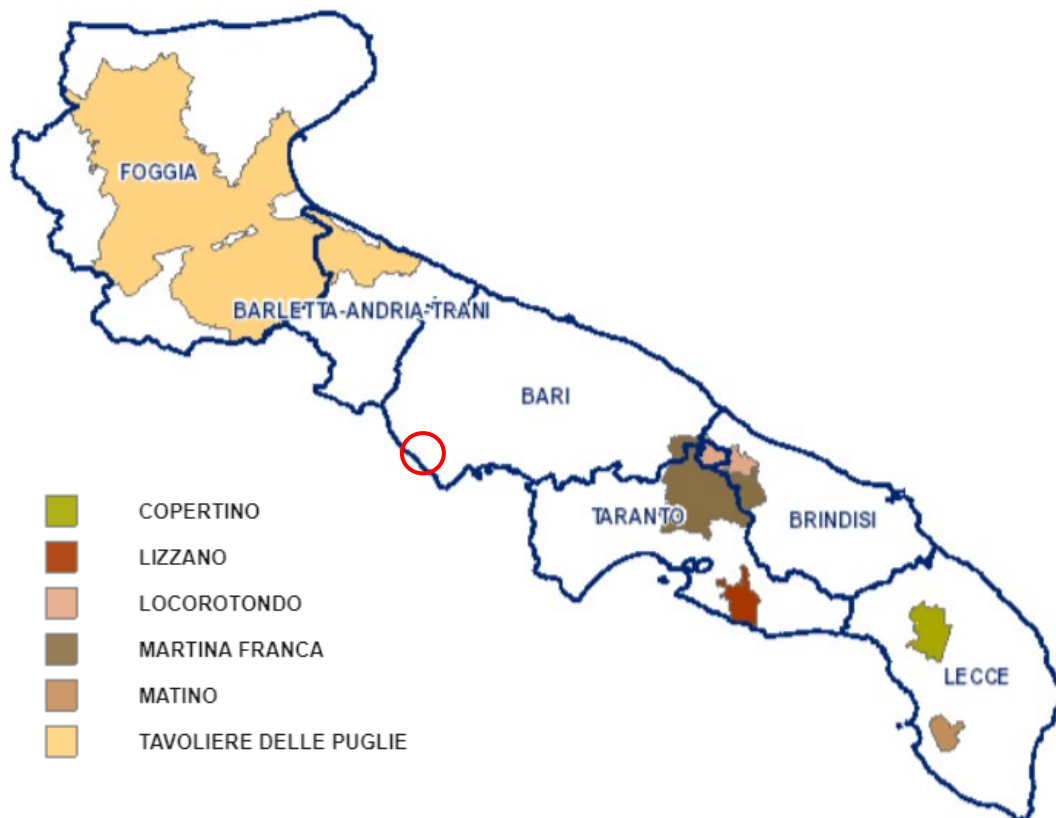 FOGGIA
BARLETTA-ANDRIA-TRANI
BARI
TARANTO
BRINDISI
LECCE
COPERTINO
LIZZANO
LOCOROTONDO
MARTINA FRANCA
MATINO
TAVOLIERE DELLE PUGLIE